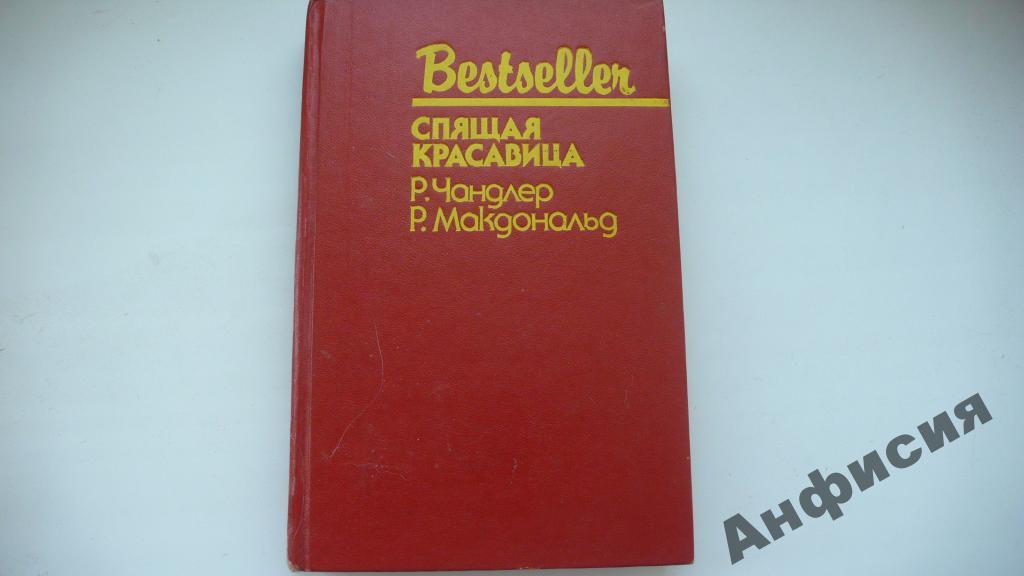 Bestseller
СПЯЩАЯ
КРАСАВИЦА
Р. Чандлер
Р. Макдональд
Анфисия